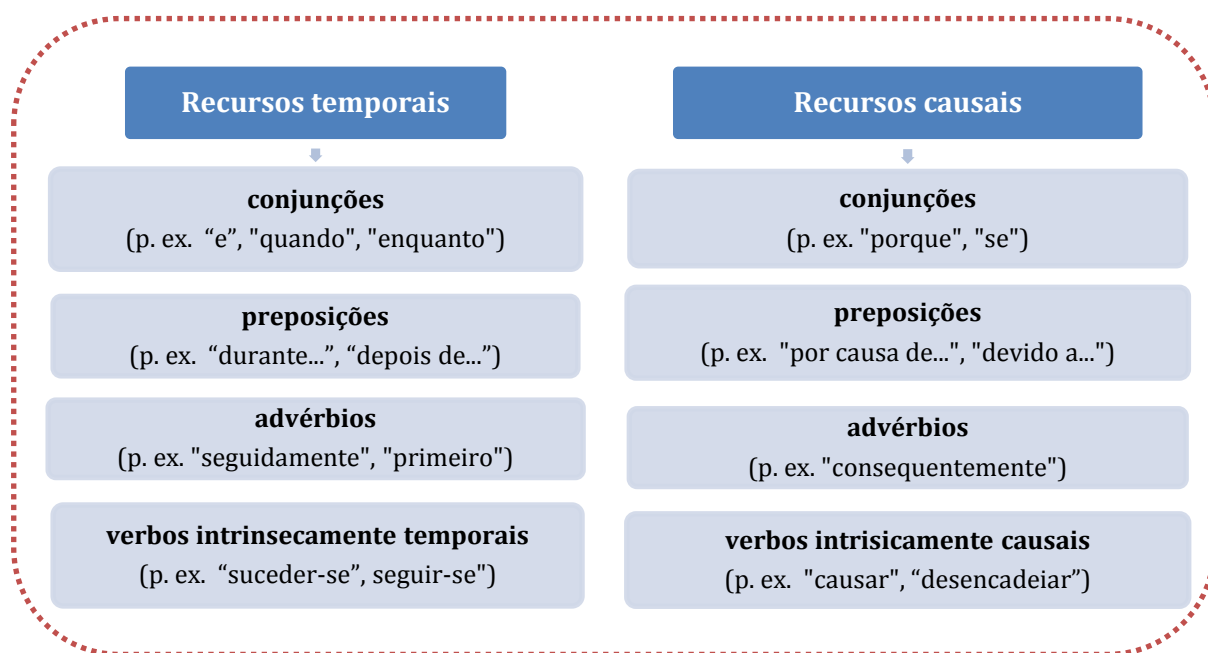 Recursos temporais
conjunções
(p. ex.  “e”, "quando", "enquanto")
preposições
(p. ex.  “durante...”, “depois de...”)
advérbios
(p. ex. "seguidamente", "primeiro")
verbos intrinsecamente temporais
(p. ex.  “suceder-se”, seguir-se")
Recursos causais
conjunções
(p. ex. "porque", "se")
preposições
(p. ex.  "por causa de...", "devido a...")
advérbios
(p. ex. "consequentemente")
verbos intrisicamente causais
(p. ex.  "causar", “desencadeiar”)